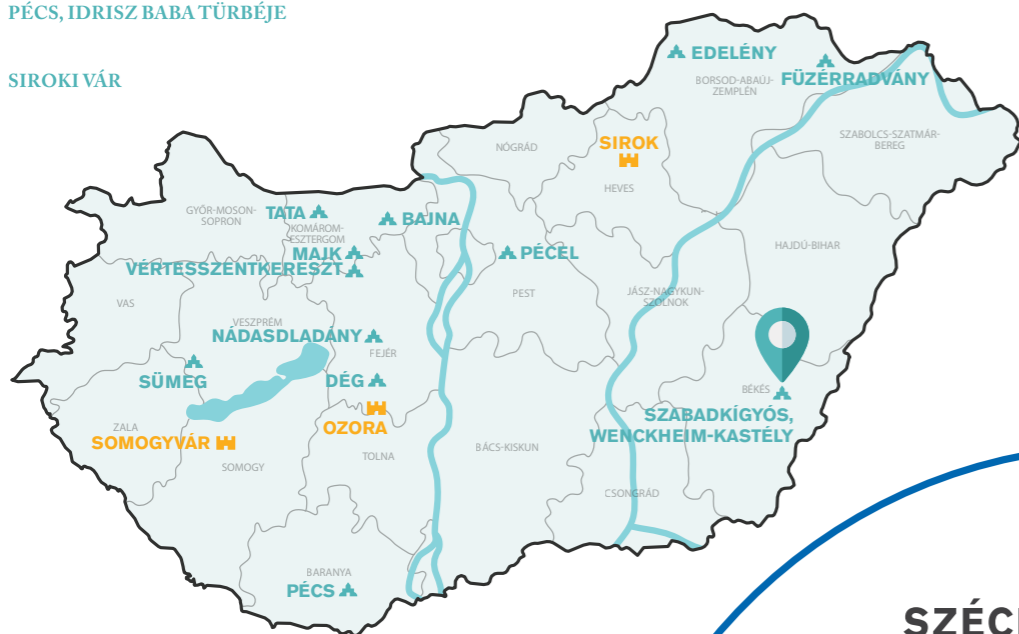 PÉCS, IDRISZ BABA TÜRBÉJE
SIROKI VÁR
EDELÉNY
BORSOD-ABAÚJ-
ZEMPLÉN
FÜZÉRRADVÁNY
NÓGRÁD
SIROK
HEVES
SZABOLCS-SZATMÁR-
BEREG
GYŐR-MOSON-
SOPRON
TATA
KOMÁROM-
ESZTERGOM
BAJNA
MAJK
VÉRTESSZENTKERESZT
PÉCEL
PEST
HAJDÚ-BIHAR
JÁSZ-NAGYKUN-
SZOLNOK
VAS
VESZPRÉM
NÁDASDLADÁNY
FEJÉR
SÜMEG
DÉG
OZORA
BÉKÉS
SZABADKÍGYÓS,
WENCKHEIM-KASTÉLY
ZALA
SOMOGYVÁR
SOMOGY
TOLNA
BÁCS-KISKUN
CSONGRÁD
BARANYA
PÉCS